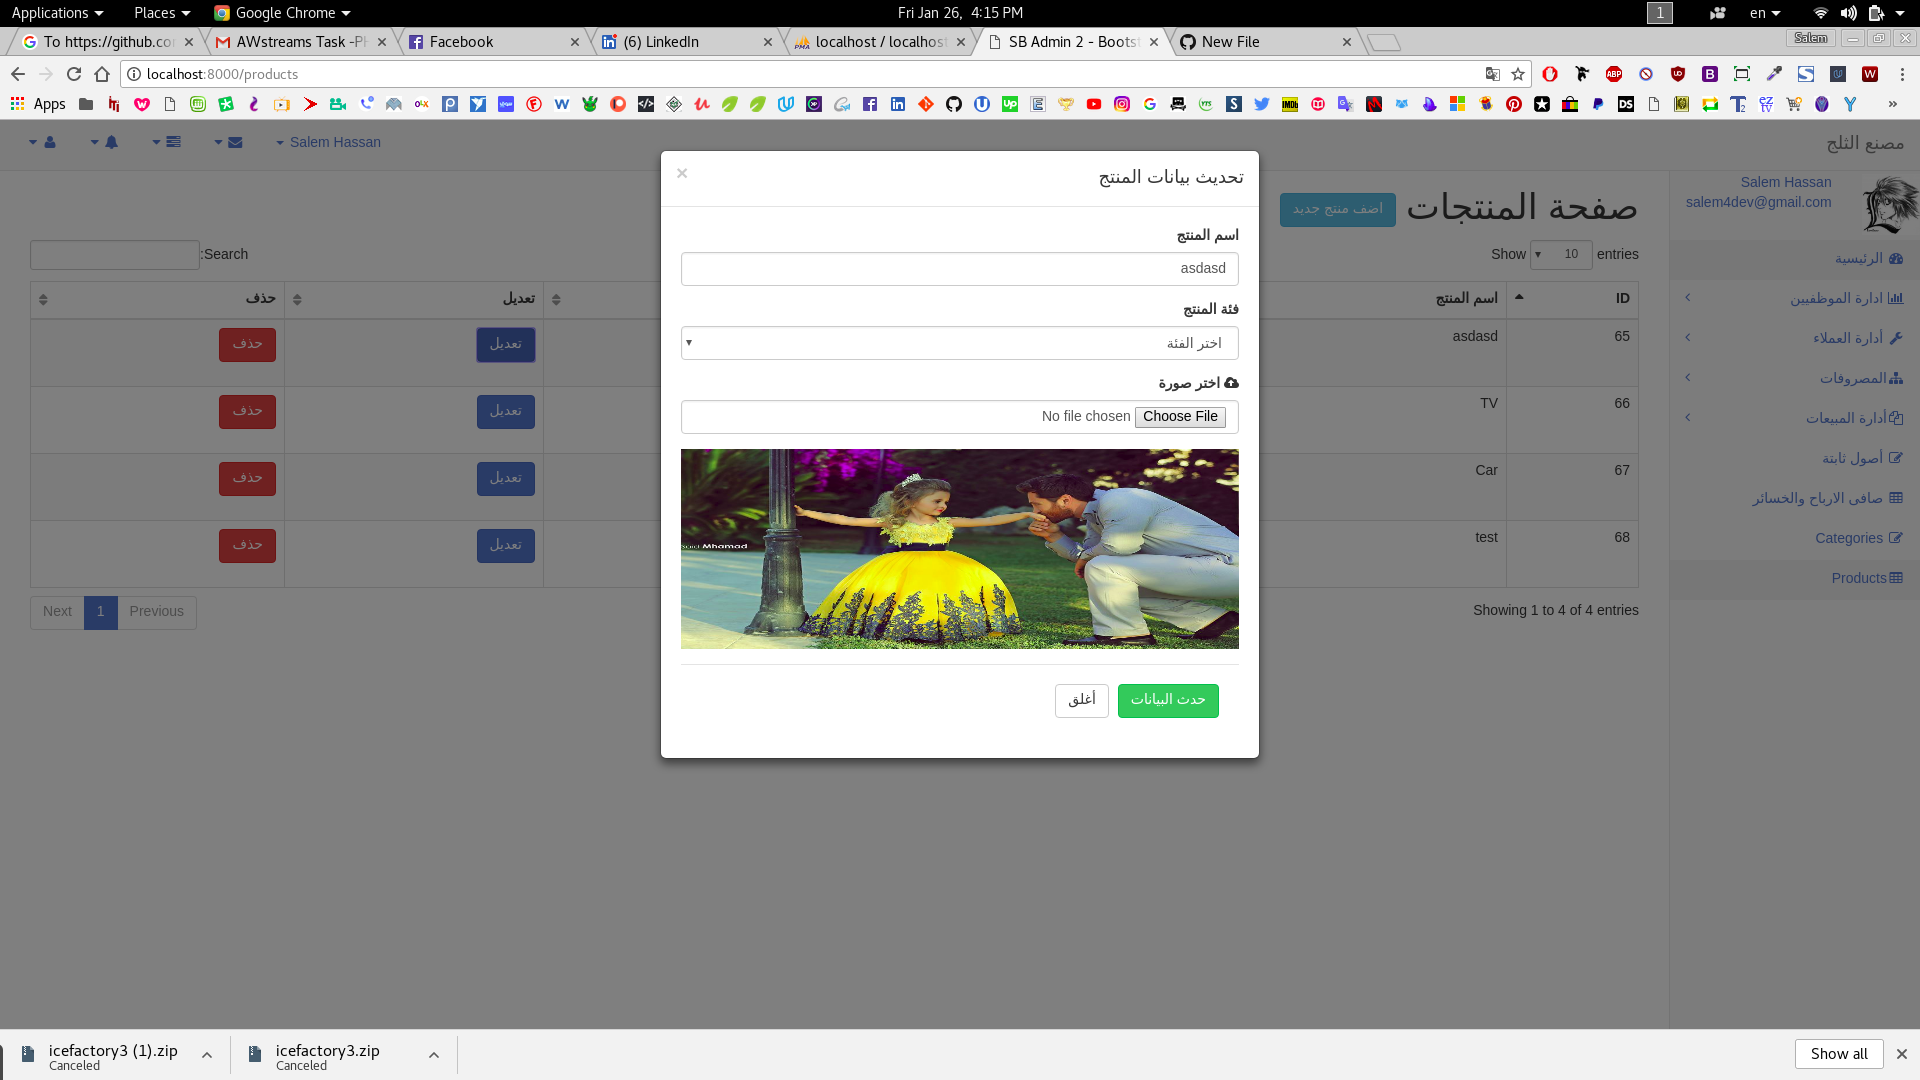 Applications Places Google Chrome Fri Jan 26, 4:15 PM 1 en
To https://github.co AWstreams Task -P Facebook (6) LinkedIn localhost / localhos SB Admin 2 - Boots New File Salem
localhost:8000/products
Apps
Salem Hassan
مصنع الثلج
Salem Hassan
salem4dev@gmail.com
الرئيسية
ادارة الموظفيين
أدارة العملاء
المصروفات
أدارة المبيعات
أصول ثابتة
صافى الارباح والخسائر
Categories
Products
صفحة المنتجات اضف منتج جديد
Show 10 entries
Search:
ID اسم المنتج تعديل حذف
65 asdasd تعديل حذف
66 TV تعديل حذف
67 Car تعديل حذف
68 test تعديل حذف
Showing 1 to 4 of 4 entries
Previous 1 Next
تحديث بيانات المنتج ×
اسم المنتج
asdasd
فئة المنتج
اختر الفئة
اختر صورة
Choose File No file chosen
Said Mhamad
حدث البيانات أغلق
icefactory3 (1).zip
Canceled
icefactory3.zip
Canceled
Show all